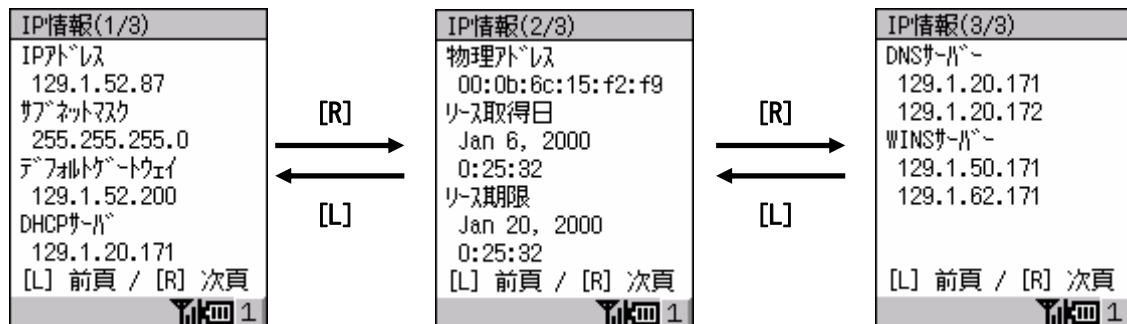 IP情報(1/3)
IPｱﾄﾞﾚｽ
129.1.52.87
ｻﾌﾞﾈｯﾄﾏｽｸ
255.255.255.0
ﾃﾞﾌｫﾙﾄｹﾞｰﾄｳｪｲ
129.1.52.200
DHCPｻｰﾊﾞ
129.1.20.171
[L] 前頁 / [R] 次頁
1
[R]
[L]
IP情報(2/3)
物理ｱﾄﾞﾚｽ
00:0b:6c:15:f2:f9
ﾘｰｽ取得日
Jan 6, 2000
0:25:32
ﾘｰｽ期限
Jan 20, 2000
0:25:32
[L] 前頁 / [R] 次頁
1
[R]
[L]
IP情報(3/3)
DNSｻｰﾊﾞｰ
129.1.20.171
129.1.20.172
WINSｻｰﾊﾞｰ
129.1.50.171
129.1.62.171
[L] 前頁 / [R] 次頁
1